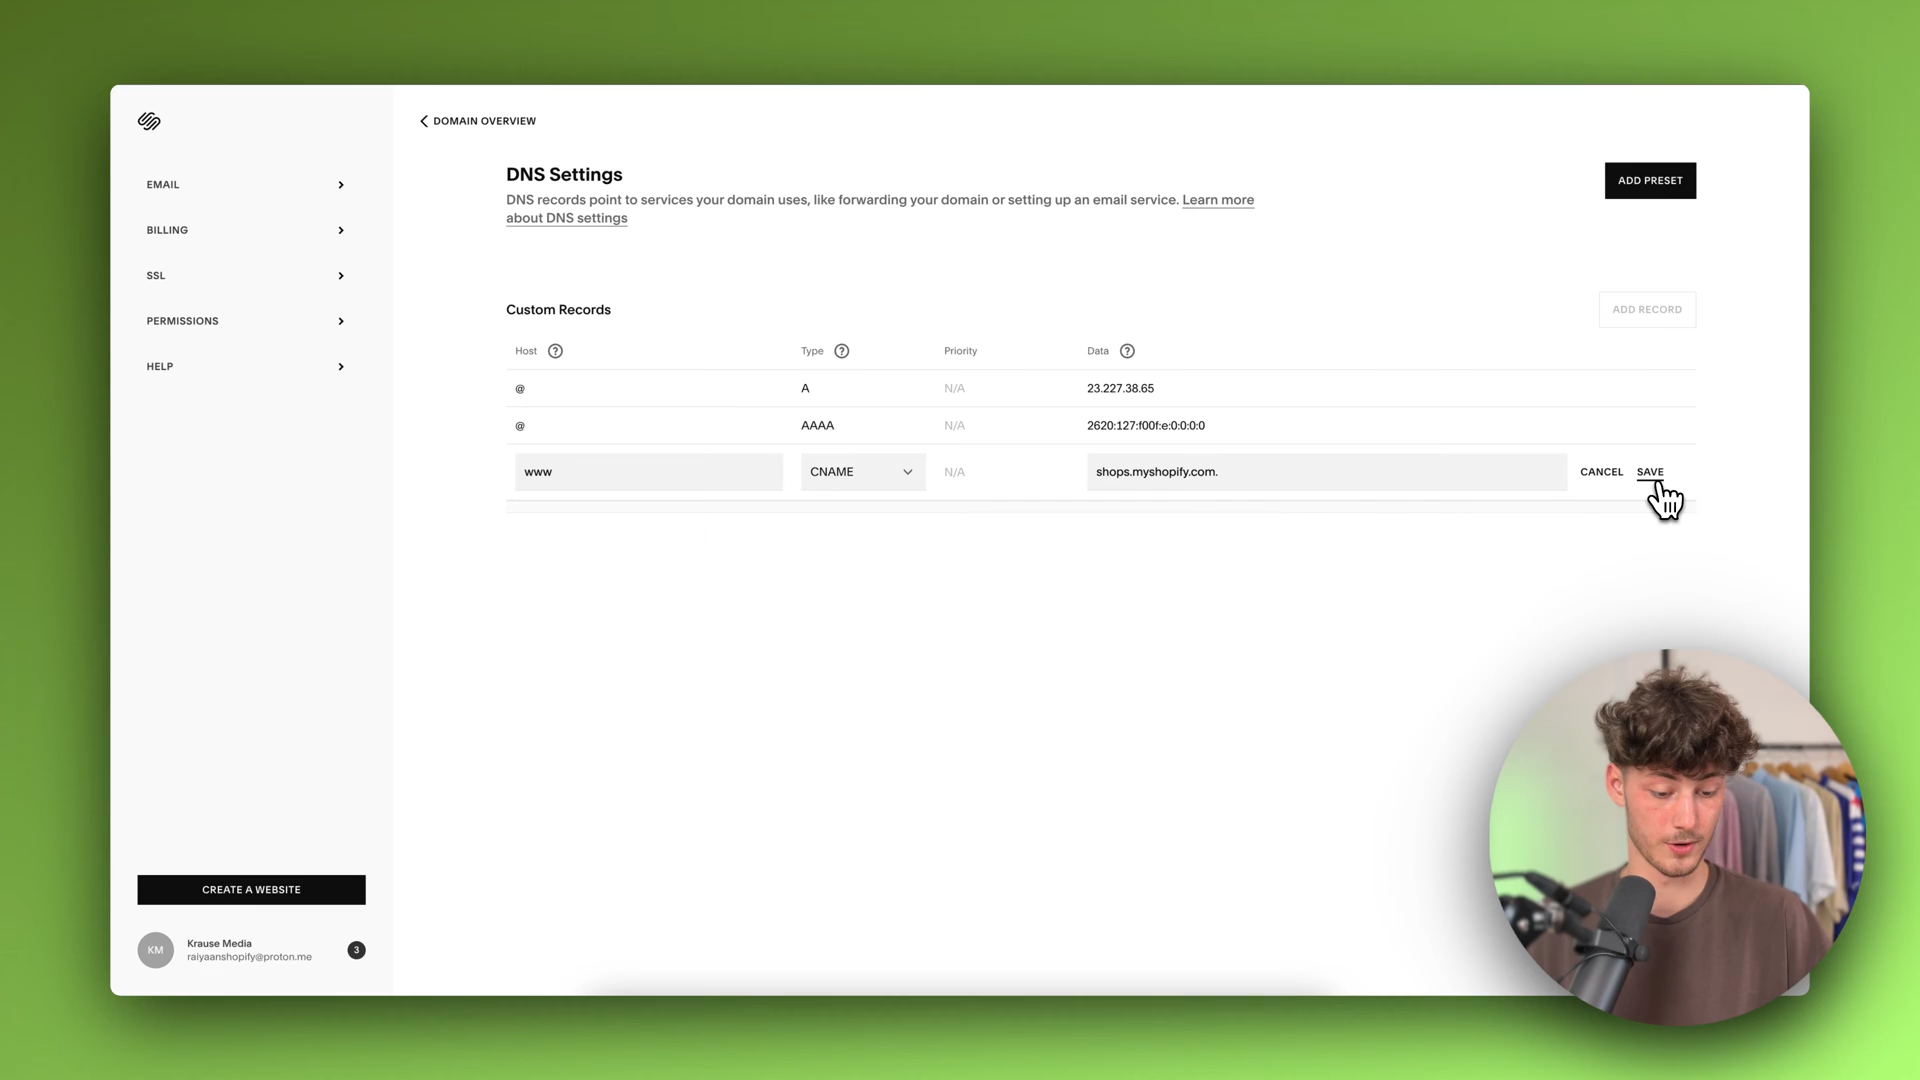 DOMAIN OVERVIEW
EMAIL
BILLING
SSL
PERMISSIONS
HELP
DNS Settings
ADD PRESET
DNS records point to services your domain uses, like forwarding your domain or setting up an email service. Learn more
about DNS settings
Custom Records
ADD RECORD
Host ? Type ? Priority Data ?
@ A N/A 23.227.38.65
@ AAAA N/A 2620:127:f00f:e:0:0:0:0
www CNAME N/A shops.myshopify.com. CANCEL SAVE
CREATE A WEBSITE
KM
Krause Media
raiyaanshopify@proton.me
3